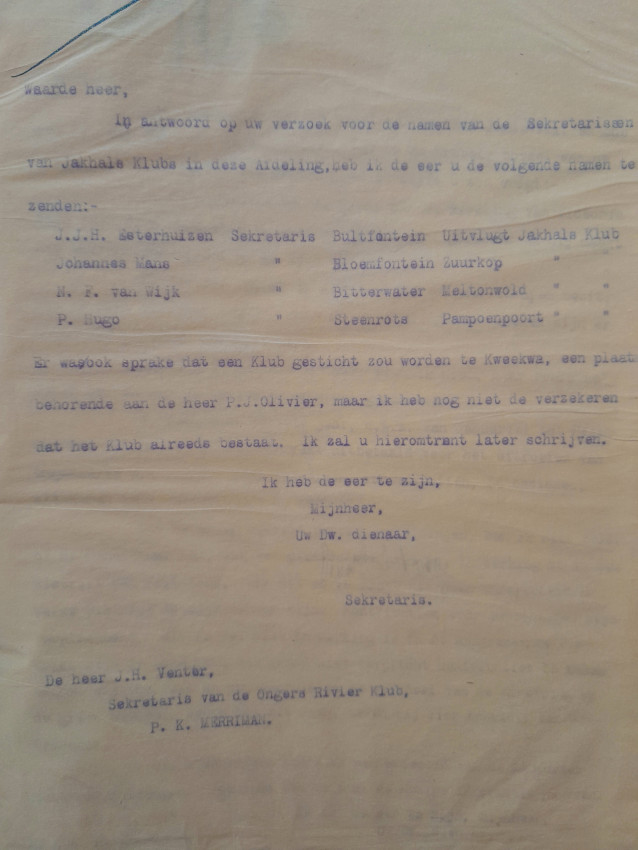 Waarde heer,
In antwoord op uw verzoek voor de namen van de Sekretarissen
van Jakhals Klubs in deze Afdeling, heb ik de eer u de volgende namen te
zenden:-
J.J.H. Esterhuizen Sekretaris Bultfontein Uitvlugt Jakhals Klub
Johannes Mans " Bloemfontein Zuurkop " "
N. F. van Wijk " Bitterwater Meltonwold " "
P. Hugo " Steenrots Pampoenpoort " "
Er was ook sprake dat een Klub gesticht zou worden te Kweekwa, een plaats
behorende aan de heer P.J.Olivier, maar ik heb nog niet de verzekeren
dat het Klub alreeds bestaat. Ik zal u hieromtrent later schrijven.
Ik heb de eer te zijn,
Mijnheer,
Uw Dw. dienaar,
Sekretaris.
De heer J.H. Venter,
Sekretaris van de Ongers Rivier Klub,
P. K. MERRIMAN.